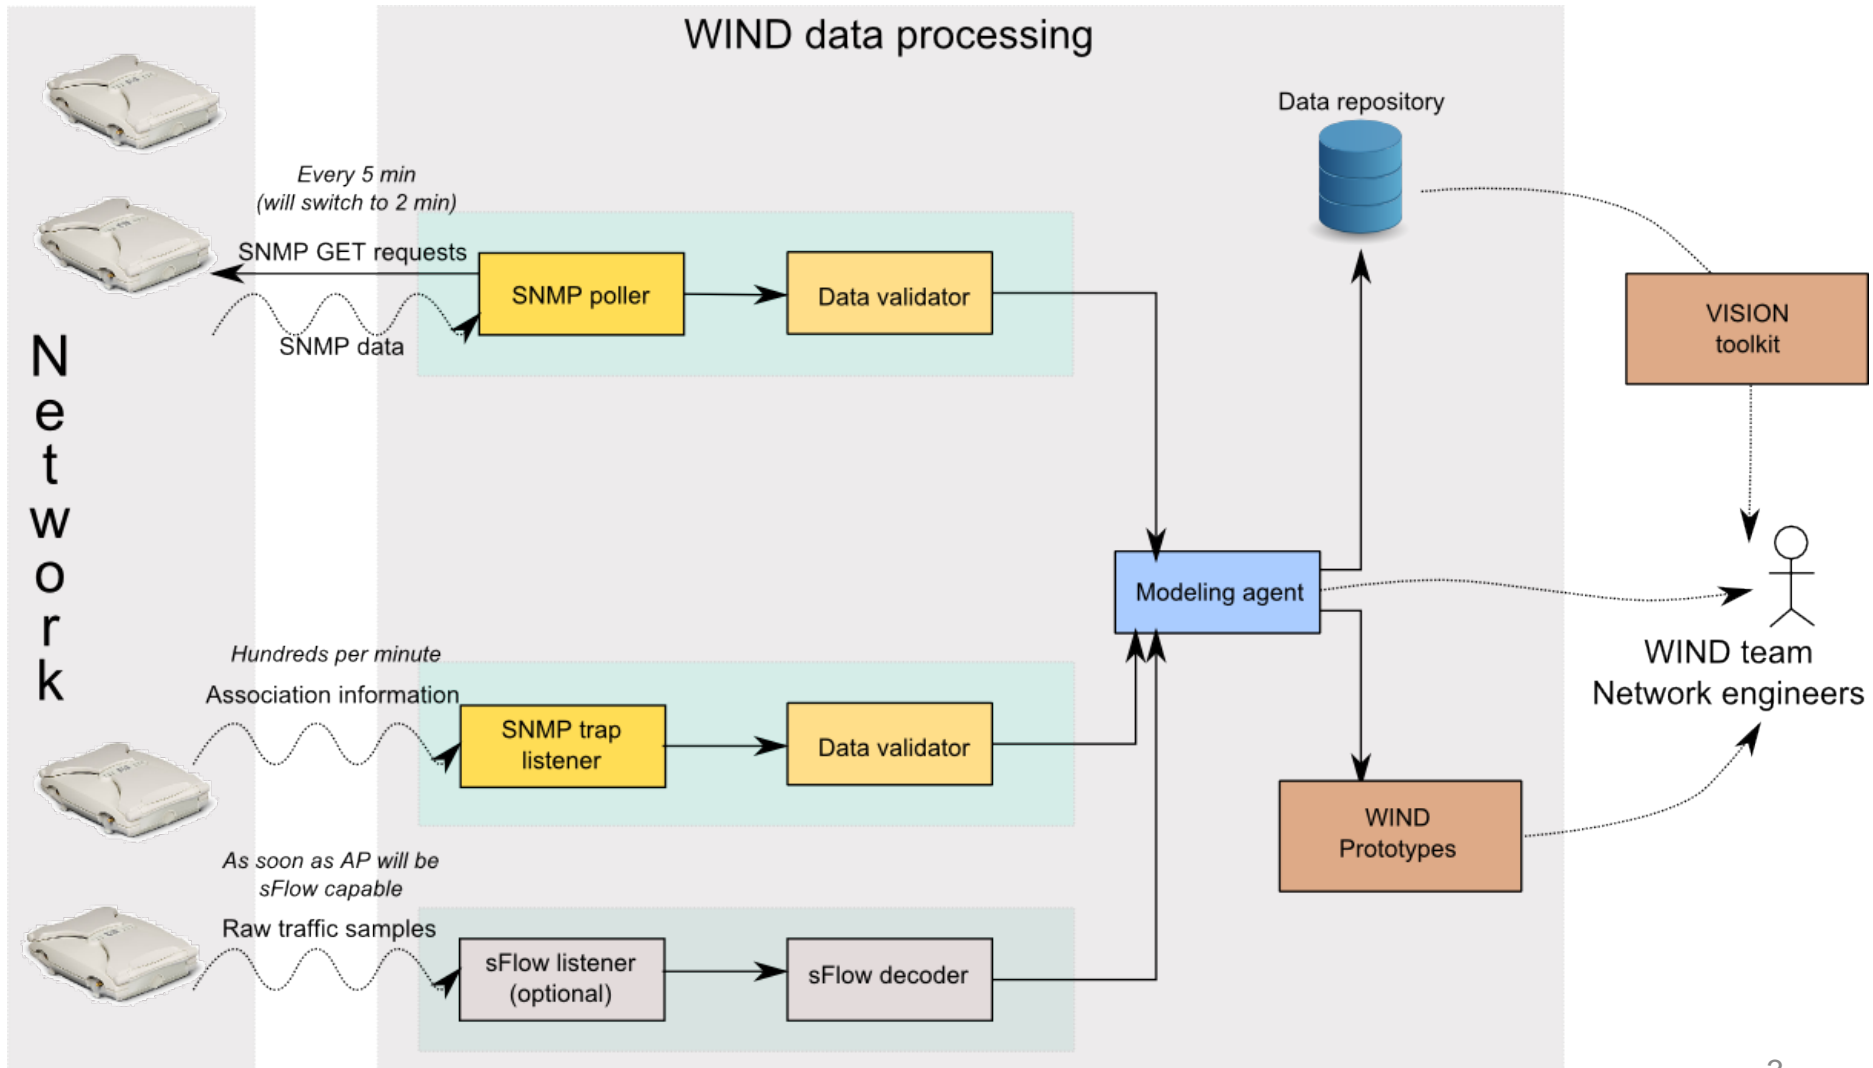 WIND data processing
Data repository
Every 5 min
(will switch to 2 min)
SNMP GET requests
SNMP poller
Data validator
SNMP data
VISION
toolkit
Network
Modeling agent
WIND team
Network engineers
Hundreds per minute
Association information
SNMP trap
listener
Data validator
WIND
Prototypes
As soon as AP will be
sFlow capable
Raw traffic samples
sFlow listener
(optional)
sFlow decoder